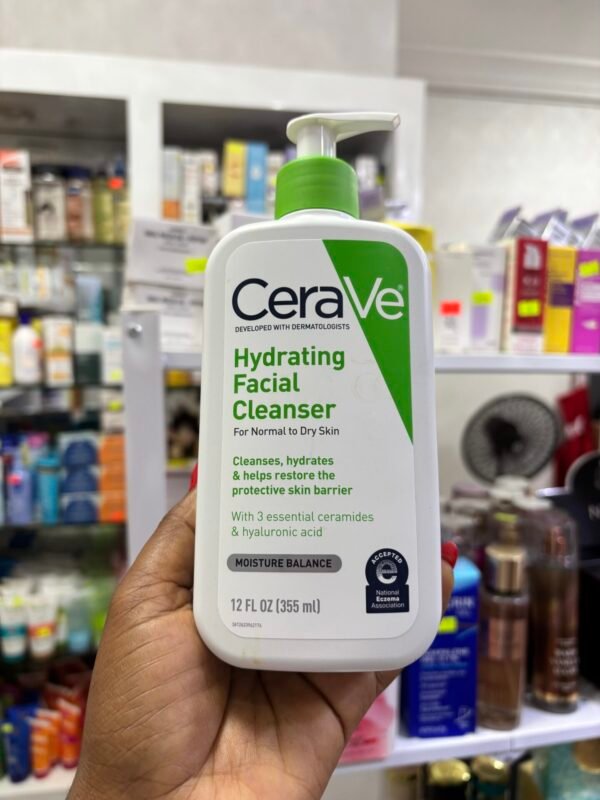 CeraVe®
DEVELOPED WITH DERMATOLOGISTS
Hydrating
Facial
Cleanser
For Normal to Dry Skin
Cleanses, hydrates
& helps restore the
protective skin barrier
With 3 essential ceramides
& hyaluronic acid
MOISTURE BALANCE
ACCEPTED
National
Eczema
Association
12 FL OZ (355 ml)